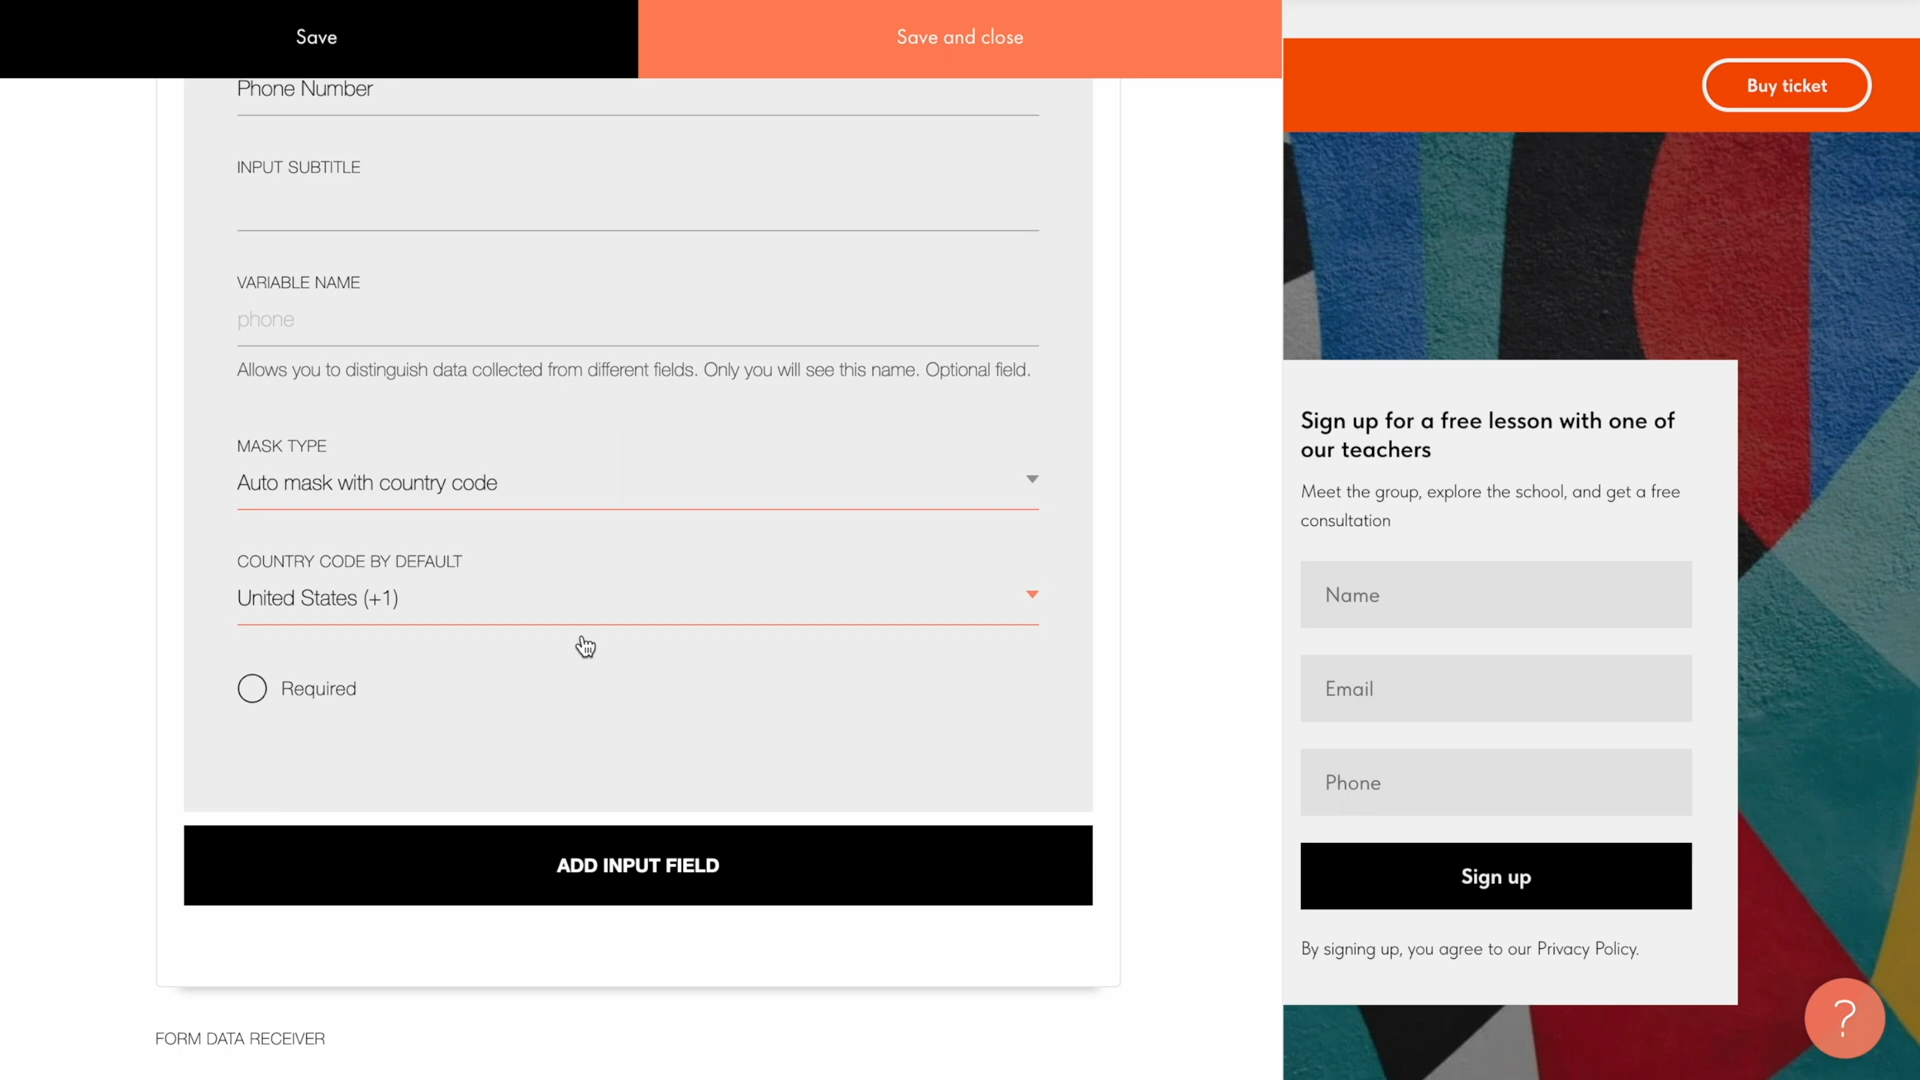 Save
Save and close
Buy ticket
Phone Number
INPUT SUBTITLE
VARIABLE NAME
phone
Allows you to distinguish data collected from different fields. Only you will see this name. Optional field.
MASK TYPE
Auto mask with country code
COUNTRY CODE BY DEFAULT
United States (+1)
Required
ADD INPUT FIELD
FORM DATA RECEIVER
Sign up for a free lesson with one of
our teachers
Meet the group, explore the school, and get a free
consultation
Name
Email
Phone
Sign up
By signing up, you agree to our Privacy Policy.
?